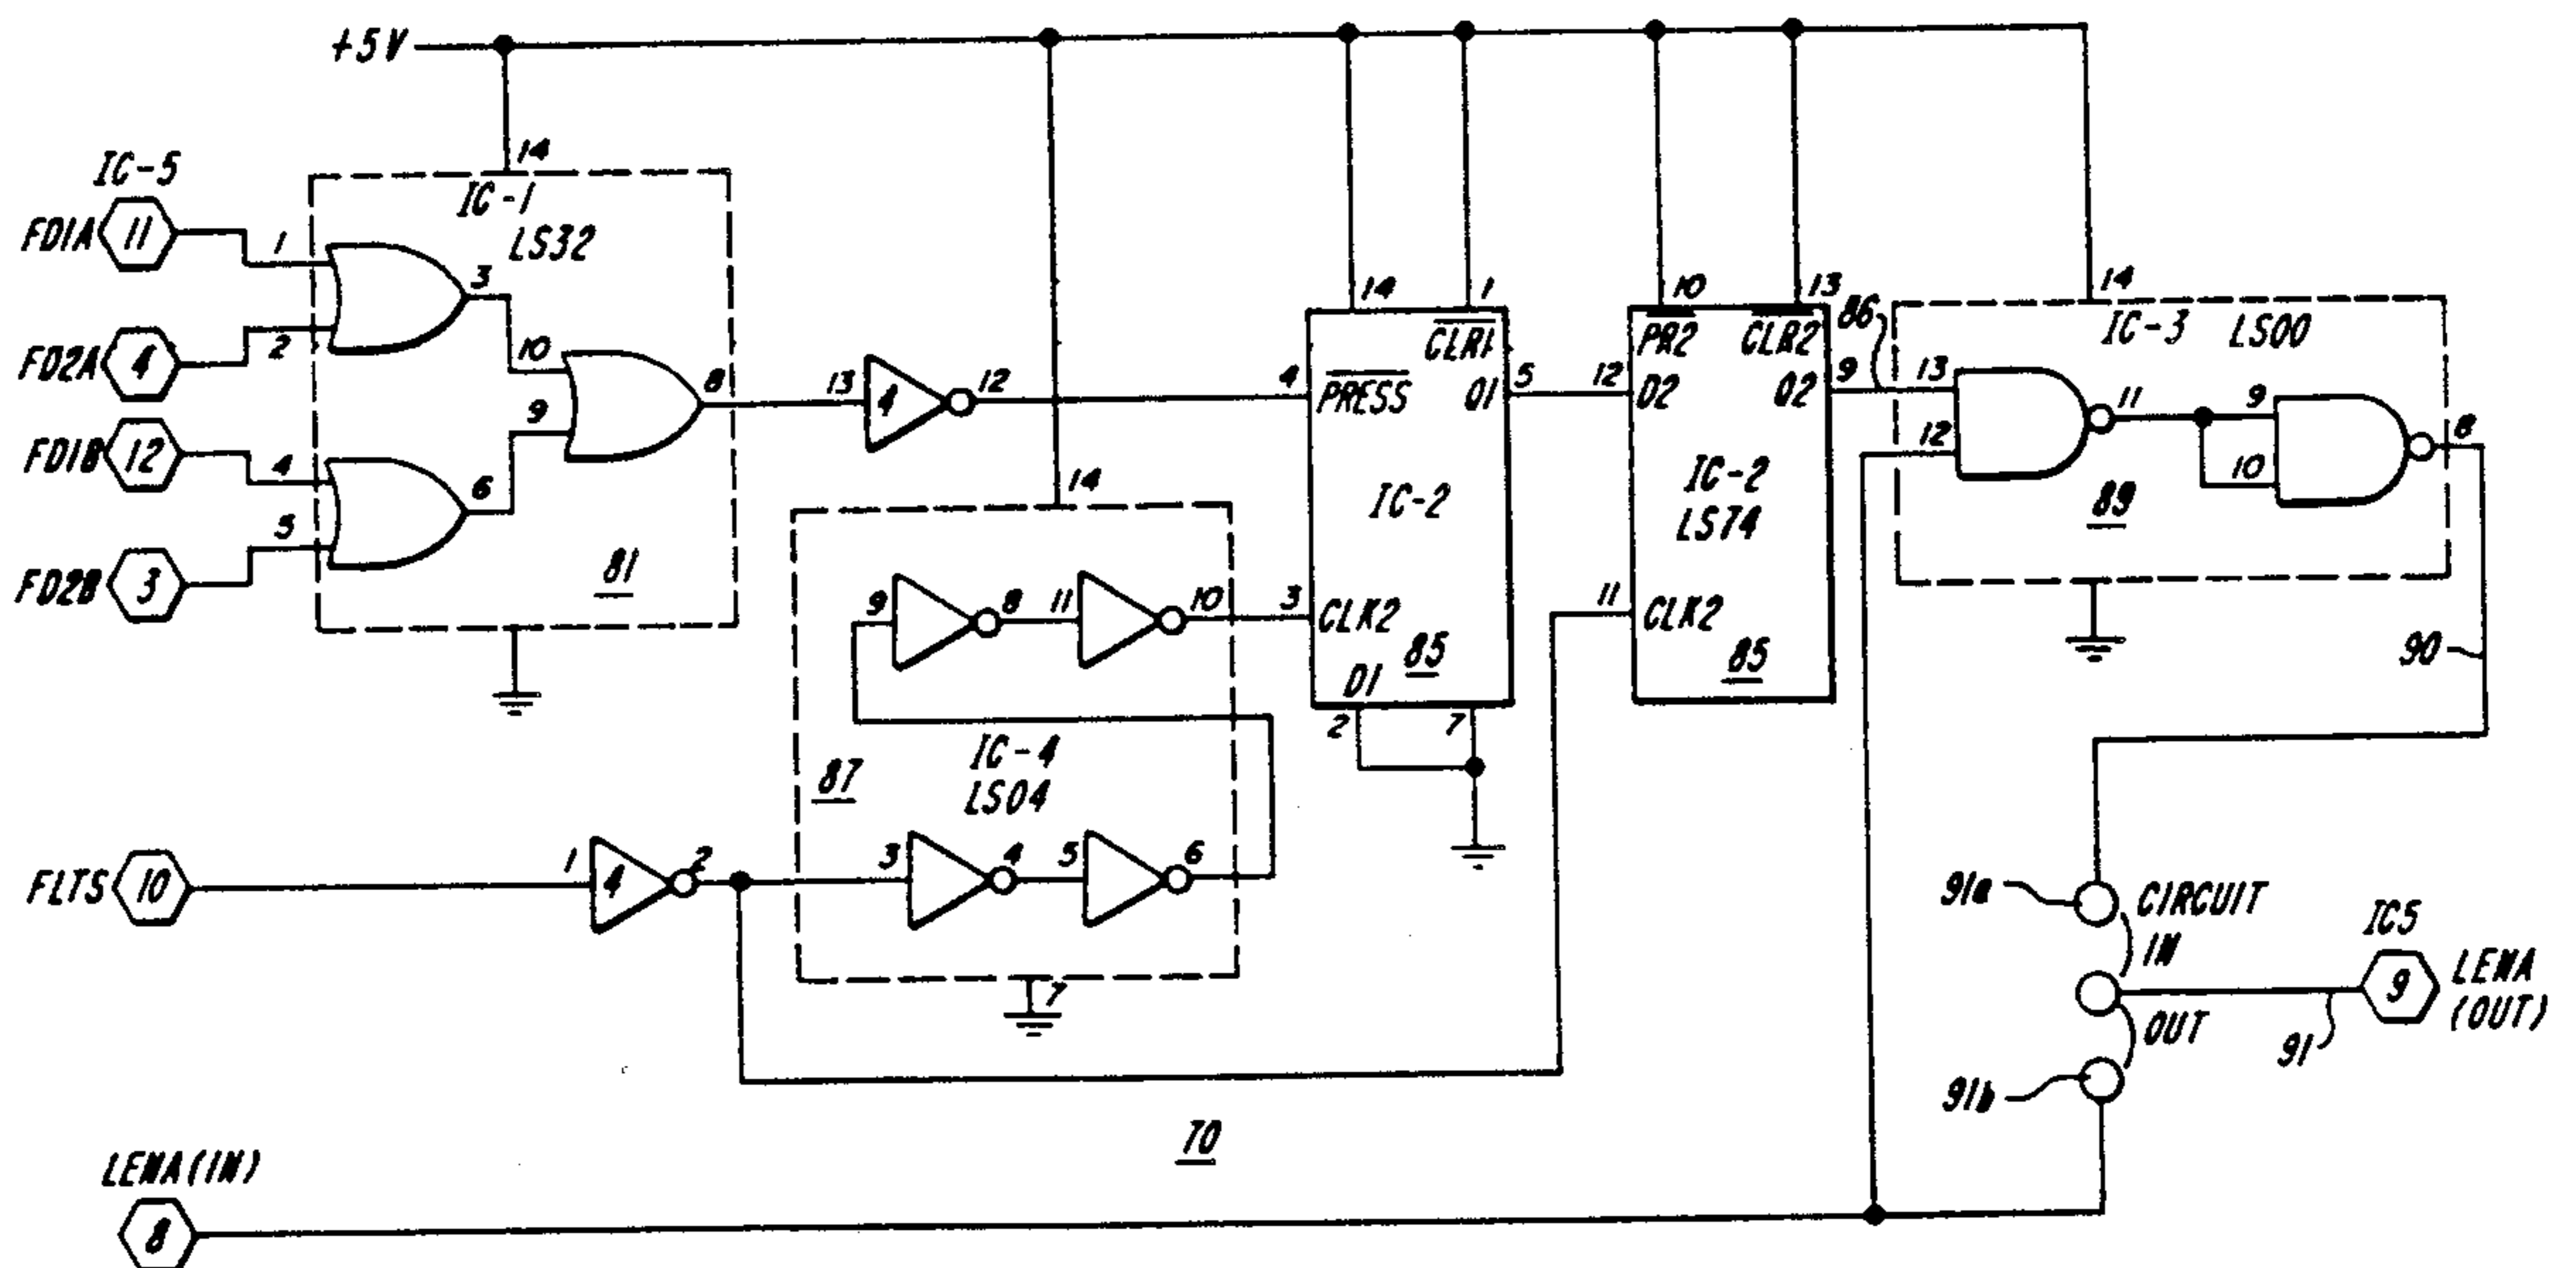 +5V
14
IC-5
IC-1
LS32
FD1A 11
1
3
FD2A 4
2
10
8
13
4
12
9
FD1B 12
4
6
5
FD2B 3
81
14
1
4
CLR1
PRESS
Q1
5
IC-2
3
CLK2
85
D1
2
7
10
13
12
PR2
CLR2
D2
Q2
9
IC-2
LS74
11
CLK2
85
86
14
IC-3 LS00
13
11
9
8
12
10
89
90
14
9
8
11
10
87
IC-4
LS04
3
4
5
6
7
FLTS 10
1
4
2
91a
CIRCUIT
IN
OUT
91b
91
IC5
9
LEMA
(OUT)
70
LEMA(IN)
8